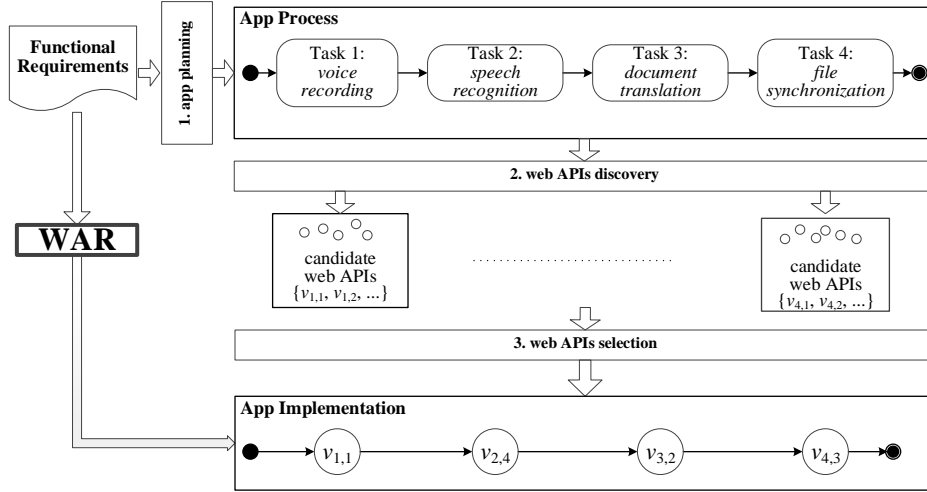 Functional
Requirements
1. app planning
App Process
Task 1:
voice
recording
Task 2:
speech
recognition
Task 3:
document
translation
Task 4:
file
synchronization
2. web APIs discovery
WAR
candidate
web APIs
{v1,1, v1,2, ...}
........................................
candidate
web APIs
{v4,1, v4,2, ...}
3. web APIs selection
App Implementation
v1,1
v2,4
v3,2
v4,3